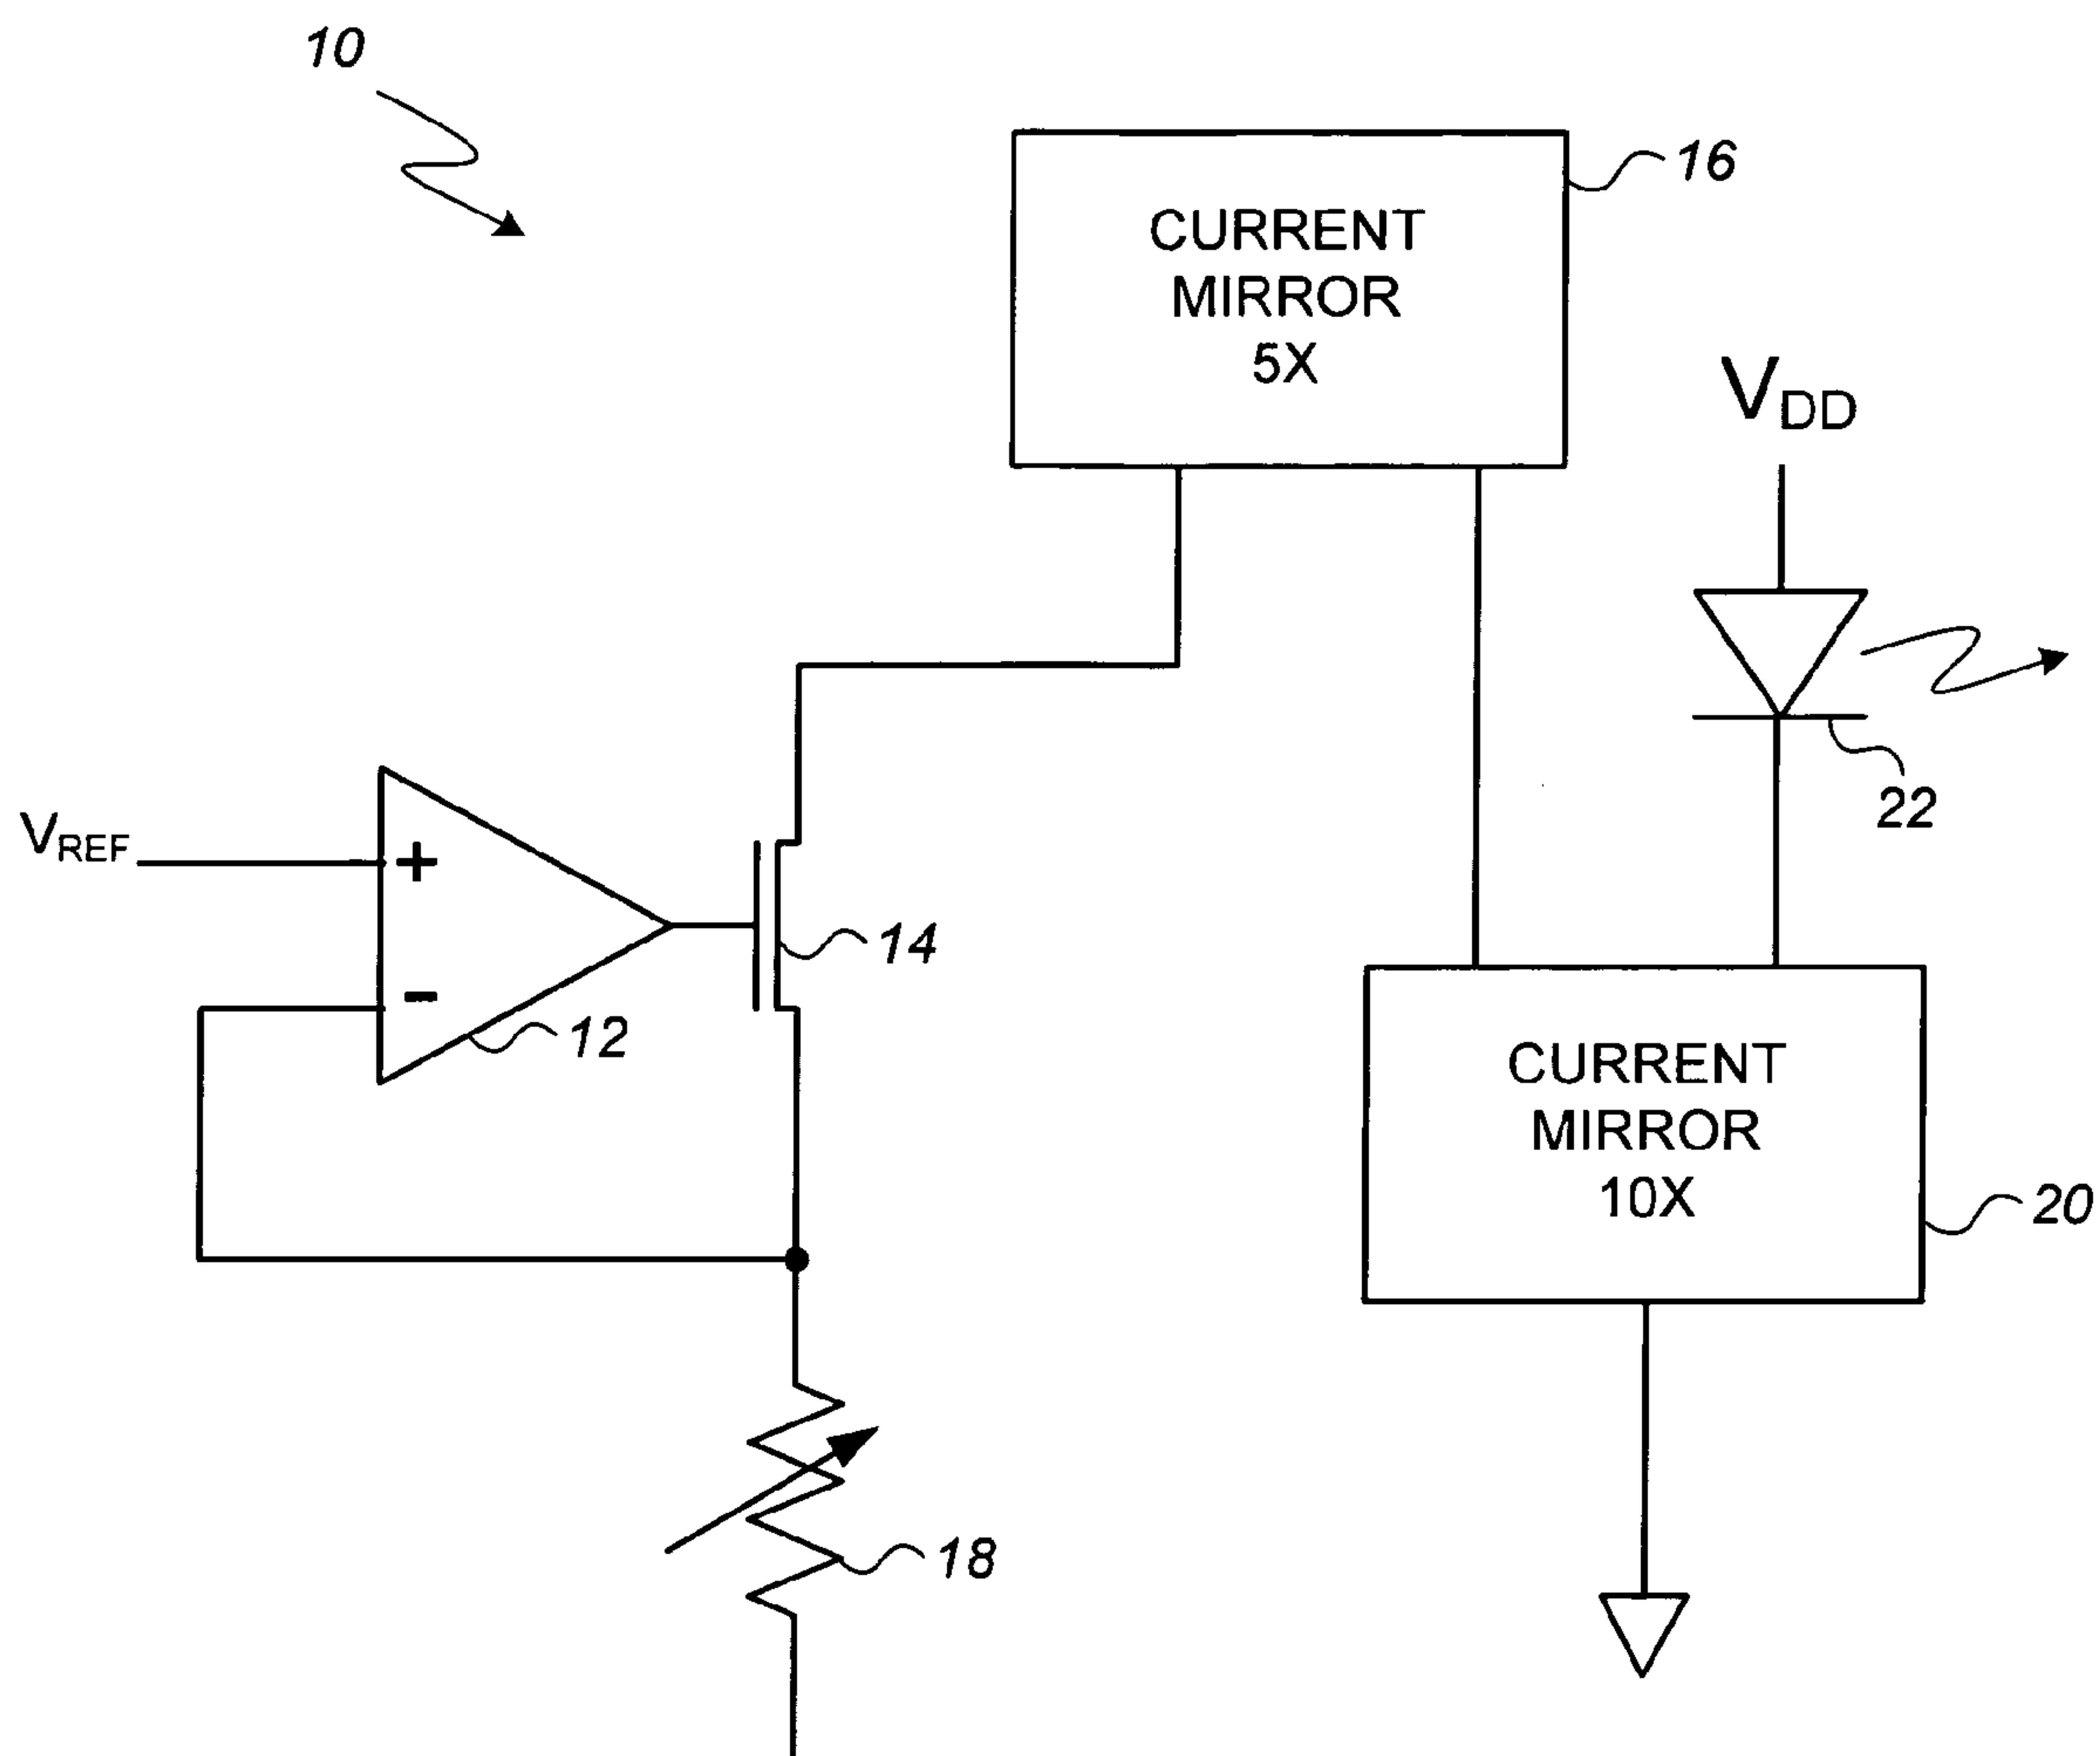 10
CURRENT
MIRROR
5X
16
VDD
22
VREF
+
-
14
12
CURRENT
MIRROR
10X
20
18